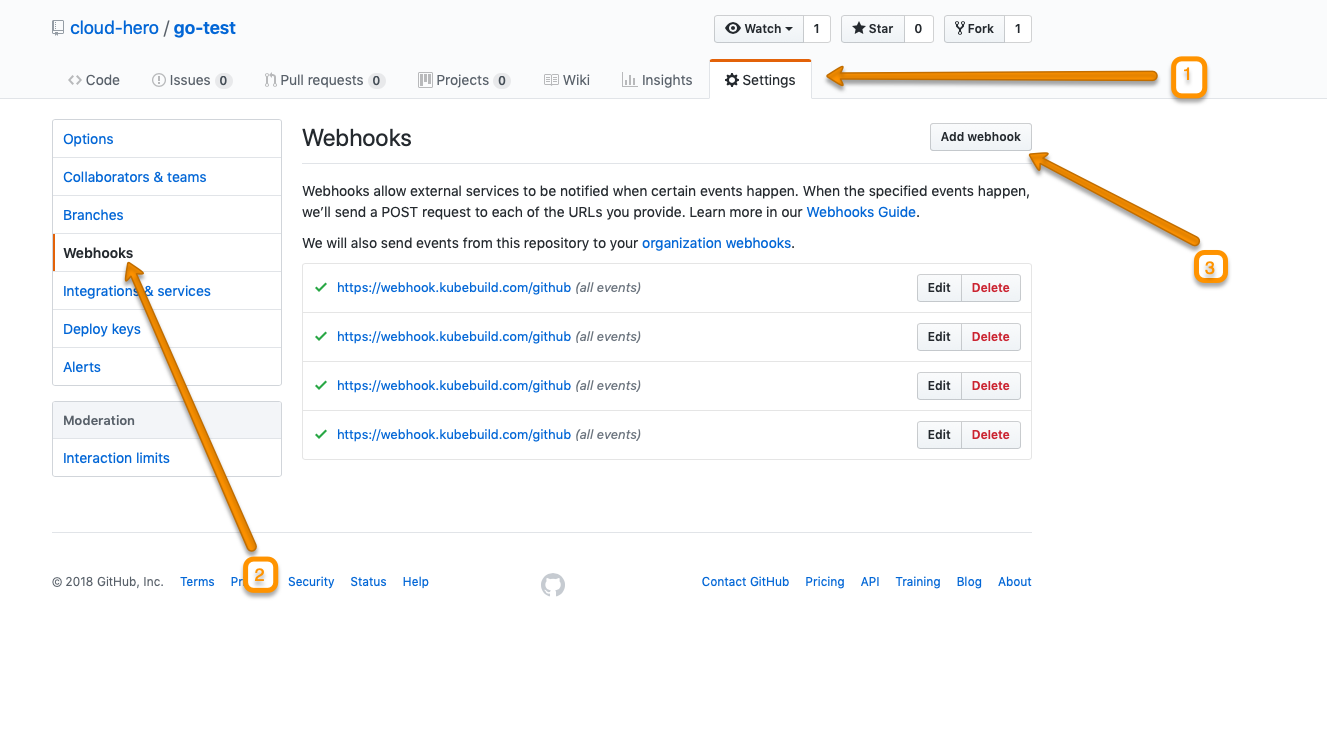 cloud-hero / go-test
Watch 1 Star 0 Fork 1
Code Issues 0 Pull requests 0 Projects 0 Wiki Insights Settings
1
Options
Collaborators & teams
Branches
Webhooks
Integrations & services
Deploy keys
Alerts
Moderation
Interaction limits
Webhooks
Add webhook
3
Webhooks allow external services to be notified when certain events happen. When the specified events happen,
we'll send a POST request to each of the URLs you provide. Learn more in our Webhooks Guide.
We will also send events from this repository to your organization webhooks.
https://webhook.kubebuild.com/github (all events) Edit Delete
https://webhook.kubebuild.com/github (all events) Edit Delete
https://webhook.kubebuild.com/github (all events) Edit Delete
https://webhook.kubebuild.com/github (all events) Edit Delete
2
© 2018 GitHub, Inc. Terms Security Status Help Contact GitHub Pricing API Training Blog About